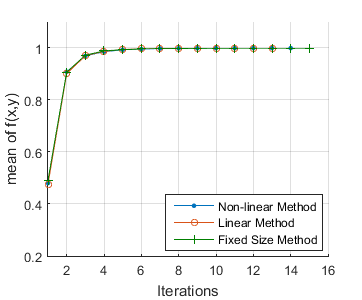 1
0.8
0.6
0.4
0.2
mean of f(x,y)
Non-linear Method
Linear Method
Fixed Size Method
2 4 6 8 10 12 14 16
Iterations